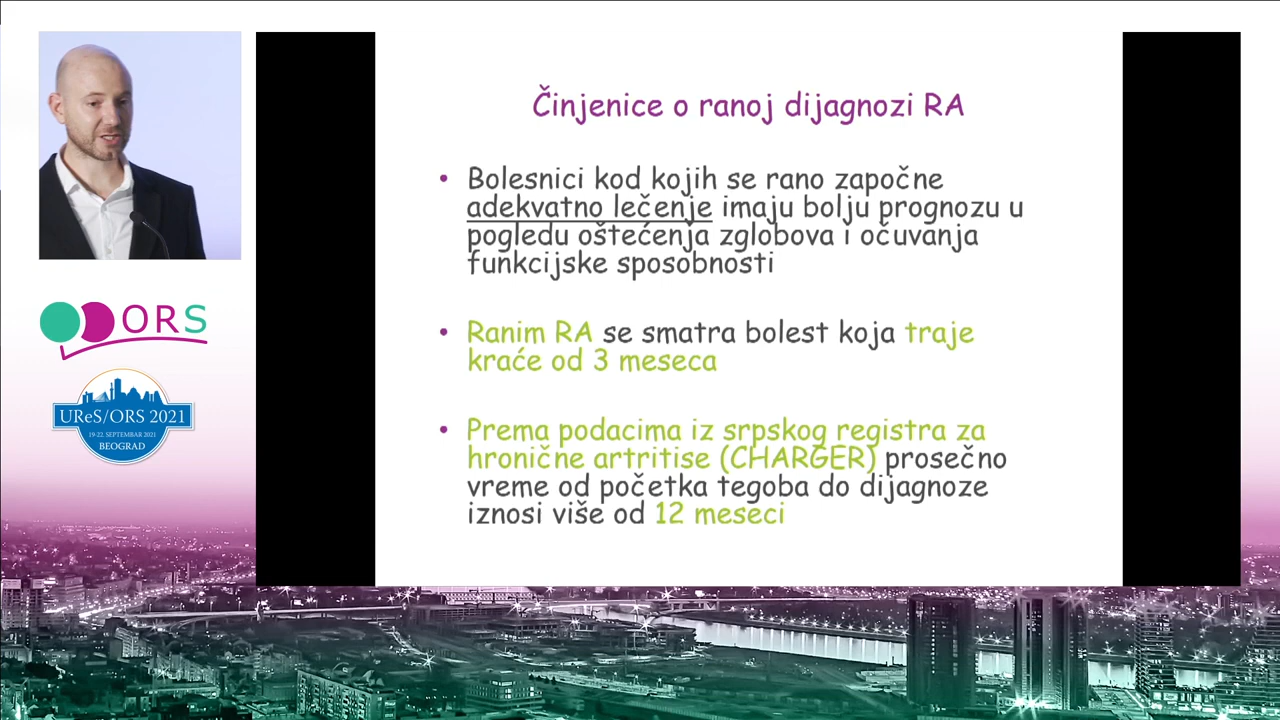 Činjenice o ranoj dijagnozi RA
• Bolesnici kod kojih se rano započne
adekvatno lečenje imaju bolju prognozu u
pogledu oštećenja zglobova i očuvanja
funkcijske sposobnosti
• Ranim RA se smatra bolest koja traje
kraće od 3 meseca
• Prema podacima iz srpskog registra za
hronične artritise (CHARGER) prosečno
vreme od početka tegoba do dijagnoze
iznosi više od 12 meseci
ORS
UReS/ORS 2021
19-22. SEPTEMBAR 2021
BEOGRAD